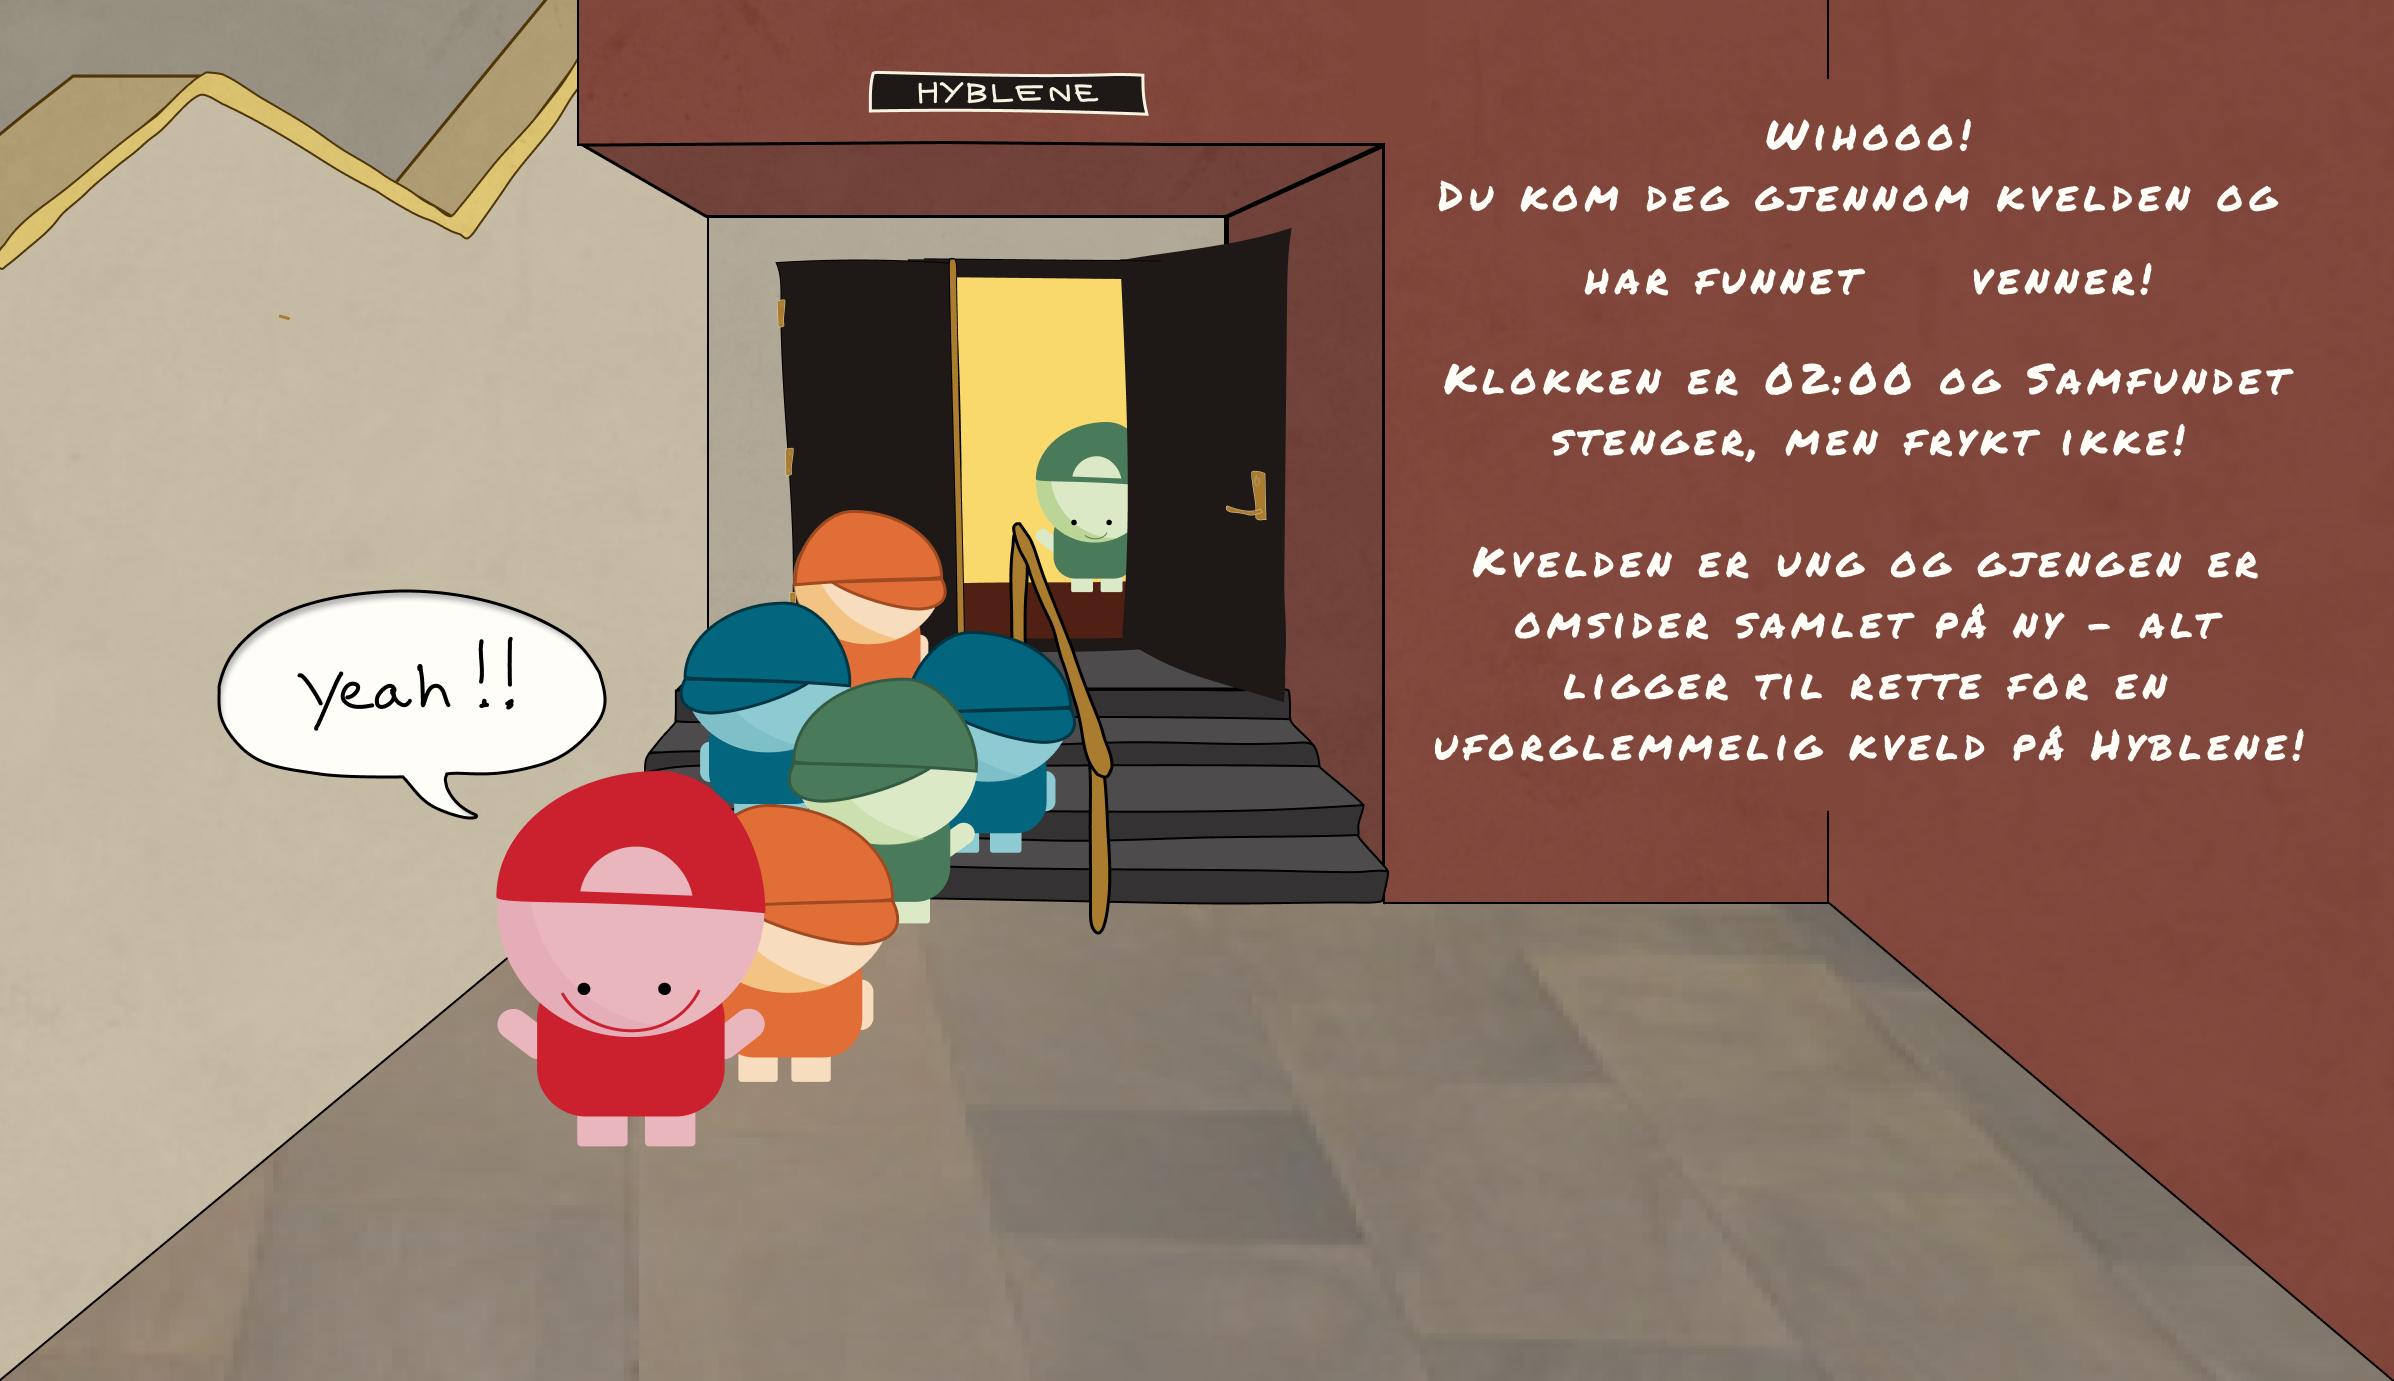 HYBLENE
Wihooo!
Du kom deg gjennom kvelden og
har funnet venner!
Klokken er 02:00 og Samfundet
stenger, men frykt ikke!
Kvelden er ung og gjengen er
omsider samlet på ny - alt
ligger til rette for en
uforglemmelig kveld på Hyblene!
yeah!!